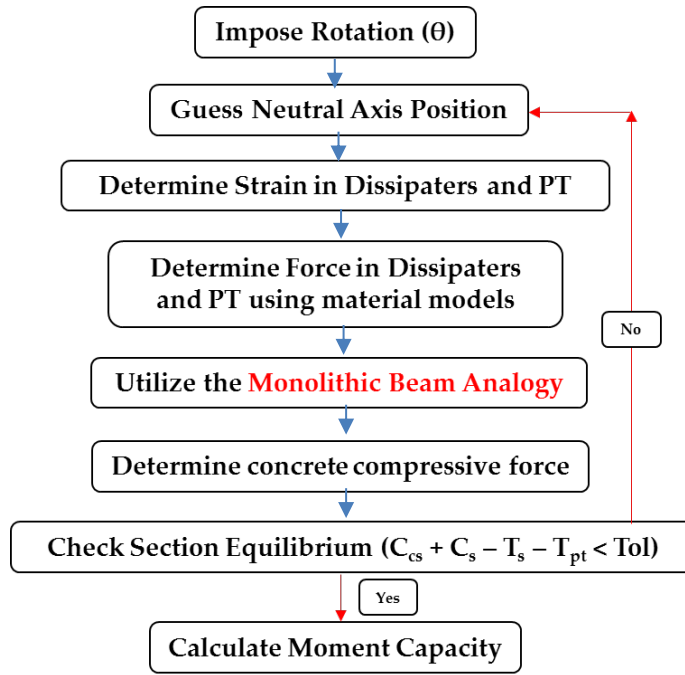 Impose Rotation (θ)
Guess Neutral Axis Position
Determine Strain in Dissipaters and PT
Determine Force in Dissipaters
and PT using material models
No
Utilize the Monolithic Beam Analogy
Determine concrete compressive force
Check Section Equilibrium (Ccs + Cs – Ts – Tpt < Tol)
Yes
Calculate Moment Capacity